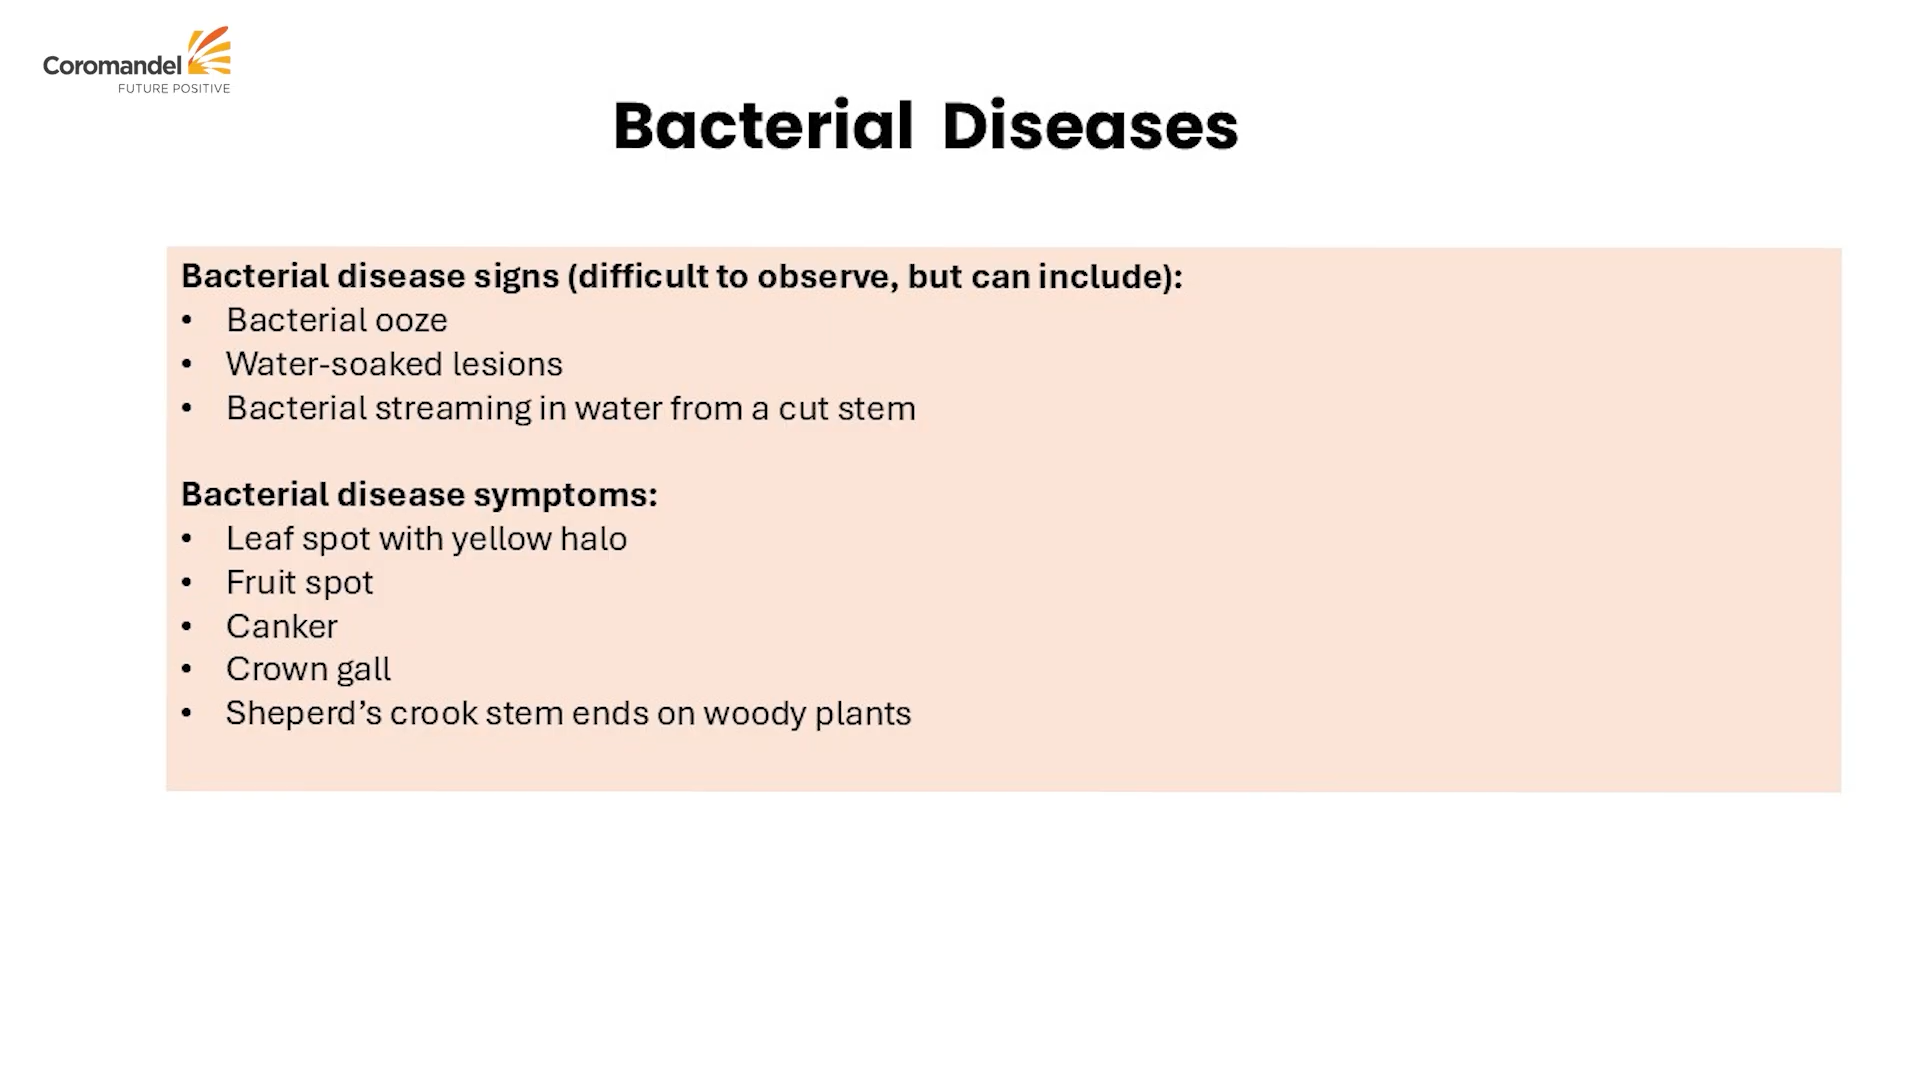 Coromandel
FUTURE POSITIVE
Bacterial Diseases
Bacterial disease signs (difficult to observe, but can include):
• Bacterial ooze
• Water-soaked lesions
• Bacterial streaming in water from a cut stem
Bacterial disease symptoms:
• Leaf spot with yellow halo
• Fruit spot
• Canker
• Crown gall
• Sheperd’s crook stem ends on woody plants